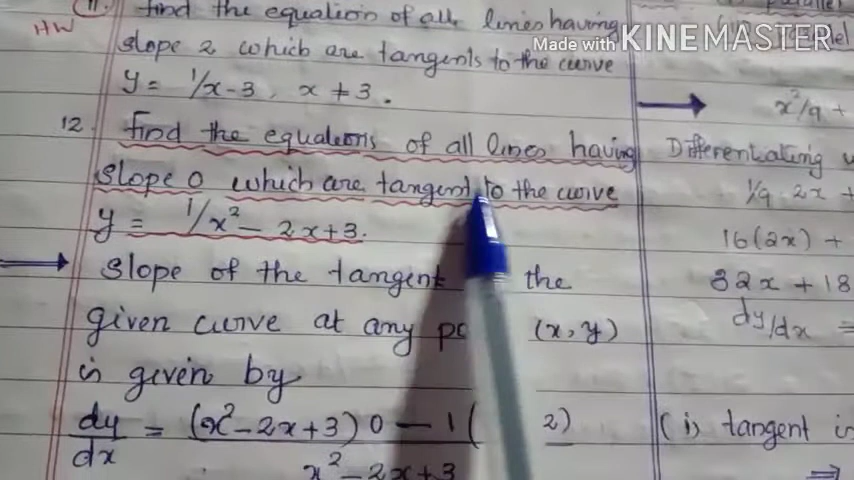 11. find the equation of all lines having
HW
slope 2 which are tangents to the curve
y = 1/x-3, x ≠ 3.
12. find the equations of all lines having
slope 0 which are tangent to the curve
y = 1/x² - 2x+3.
slope of the tangent the
given curve at any (x, y)
is given by
dy/dx = (x²-2x+3) 0 - 1( 2)
x² - 2x+3
Made with KINEMASTER
x²/9 +
Differentiating
1/9 2x +
16(2x) +
32x + 18
dy/dx =
(i) tangent
⇒